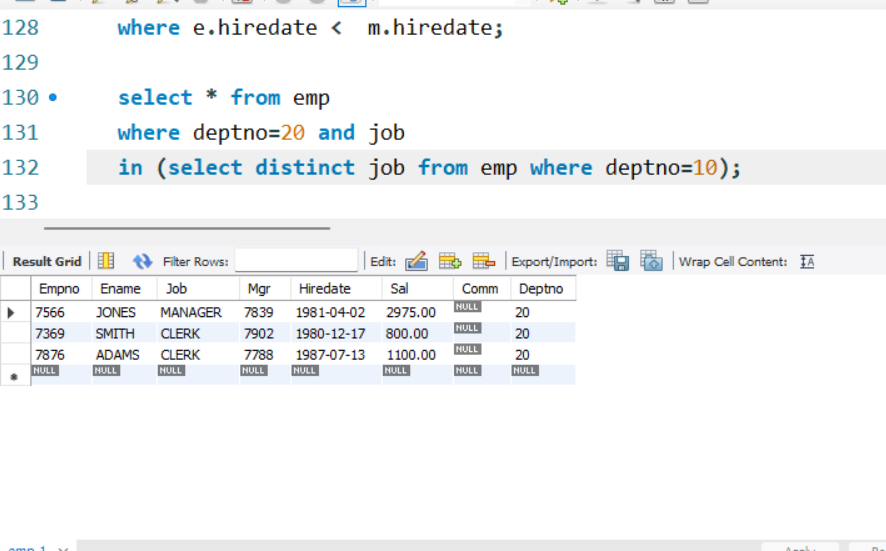 128 where e.hiredate < m.hiredate;
129
130 select * from emp
131 where deptno=20 and job
132 in (select distinct job from emp where deptno=10);
133
Result Grid Filter Rows: Edit: Export/Import: Wrap Cell Content:
Empno Ename Job Mgr Hiredate Sal Comm Deptno
7566 JONES MANAGER 7839 1981-04-02 2975.00 NULL 20
7369 SMITH CLERK 7902 1980-12-17 800.00 NULL 20
7876 ADAMS CLERK 7788 1987-07-13 1100.00 NULL 20
NULL NULL NULL NULL NULL NULL NULL NULL